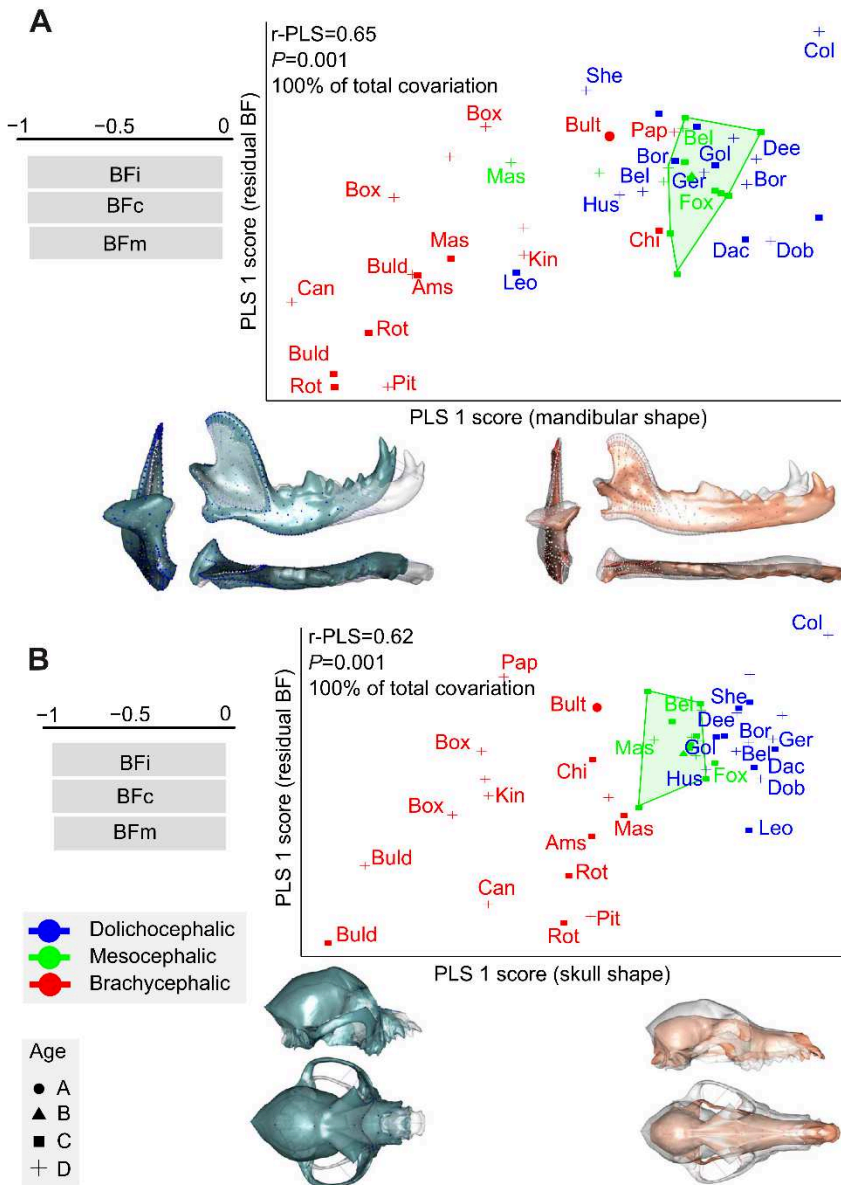 A
r-PLS=0.65
P=0.001
100% of total covariation
−1 −0.5 0
BFi
BFc
BFm
PLS 1 score (residual BF)
Col
She
Box
Bult
Pap
Bel
Bor
Gol
Dee
Mas
Bel
Ger
Bor
Box
Hus
Fox
Mas
Chi
Dac
Dob
Buld
Kin
Ams
Leo
Can
Rot
Buld
Rot
Pit
PLS 1 score (mandibular shape)
B
r-PLS=0.62
P=0.001
100% of total covariation
−1 −0.5 0
BFi
BFc
BFm
PLS 1 score (residual BF)
Col
Pap
Bult
Bel
She
Dee
Bor
Ger
Box
Mas
Gol
Bel
Chi
Dac
Hus
Fox
Dob
Kin
Box
Mas
Leo
Ams
Buld
Rot
Can
Pit
Rot
Buld
PLS 1 score (skull shape)
Dolichocephalic
Mesocephalic
Brachycephalic
Age
A
B
C
D